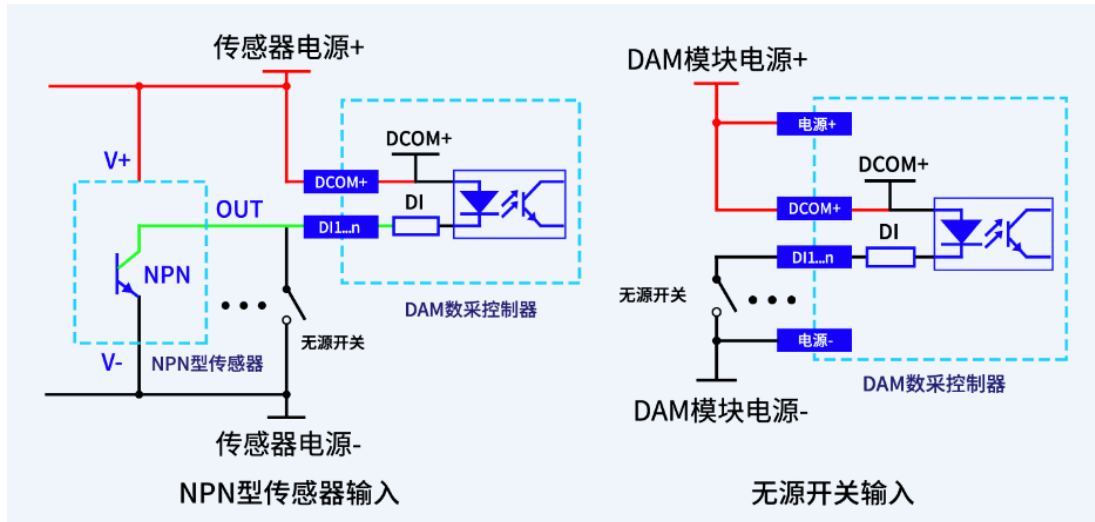 传感器电源+
V+
OUT
NPN
V-
NPN型传感器
DCOM+
DCOM+
DI
DI1...n
DAM数采控制器
无源开关
传感器电源-
NPN型传感器输入
DAM模块电源+
电源+
DCOM+
DCOM+
DI
DI1...n
无源开关
电源-
DAM数采控制器
DAM模块电源-
无源开关输入